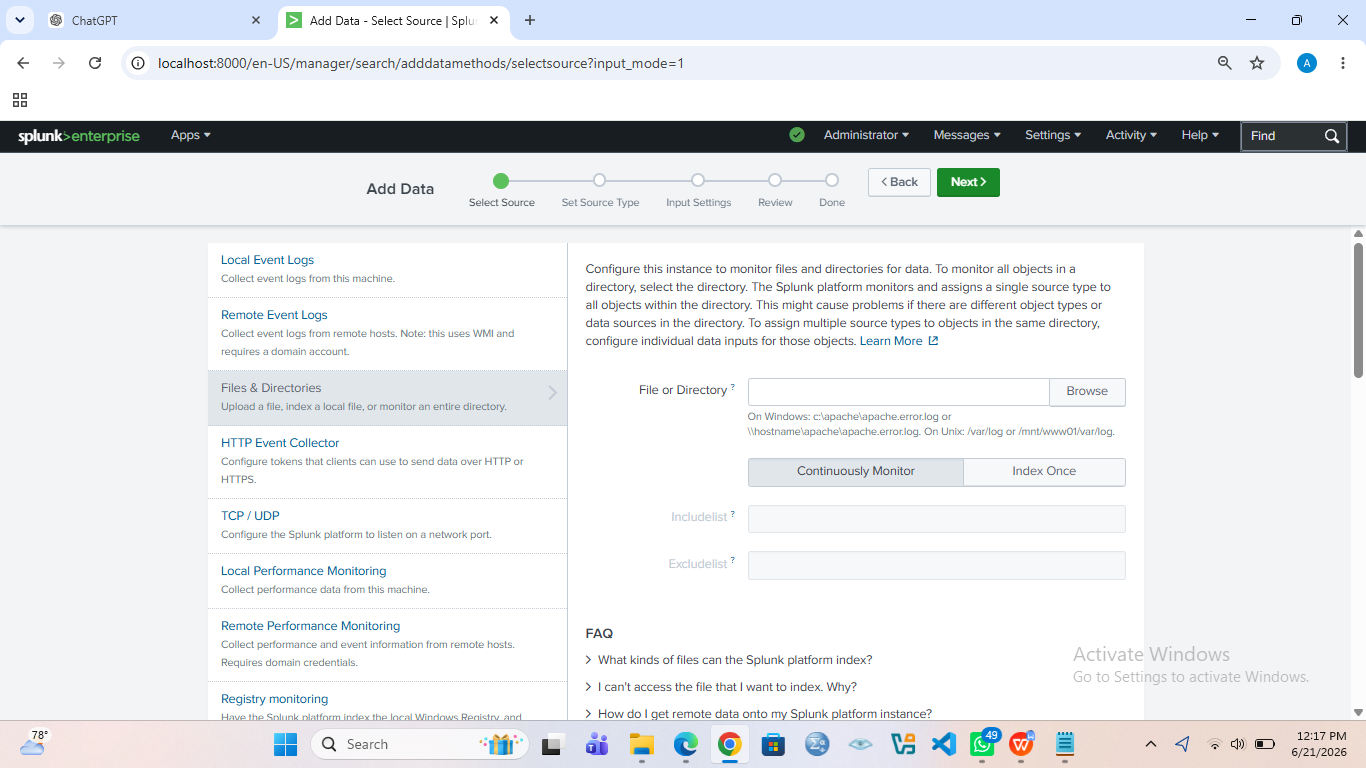 ChatGPT
Add Data - Select Source | Splu
localhost:8000/en-US/manager/search/adddatamethods/selectsource?input_mode=1
A
splunk>enterprise Apps Administrator Messages Settings Activity Help Find
Add Data
Select Source Set Source Type Input Settings Review Done
< Back Next >
Local Event Logs
Collect event logs from this machine.
Remote Event Logs
Collect event logs from remote hosts. Note: this uses WMI and
requires a domain account.
Files & Directories
Upload a file, index a local file, or monitor an entire directory.
HTTP Event Collector
Configure tokens that clients can use to send data over HTTP or
HTTPS.
TCP / UDP
Configure the Splunk platform to listen on a network port.
Local Performance Monitoring
Collect performance data from this machine.
Remote Performance Monitoring
Collect performance and event information from remote hosts.
Requires domain credentials.
Registry monitoring
Have the Splunk platform index the local Windows Registry, and
Configure this instance to monitor files and directories for data. To monitor all objects in a
directory, select the directory. The Splunk platform monitors and assigns a single source type to
all objects within the directory. This might cause problems if there are different object types or
data sources in the directory. To assign multiple source types to objects in the same directory,
configure individual data inputs for those objects. Learn More
File or Directory ?
Browse
On Windows: c:\apache\apache.error.log or
\\hostname\apache\apache.error.log. On Unix: /var/log or /mnt/www01/var/log.
Continuously Monitor Index Once
Includelist ?
Excludelist ?
FAQ
> What kinds of files can the Splunk platform index?
> I can't access the file that I want to index. Why?
> How do I get remote data onto my Splunk platform instance?
Activate Windows
Go to Settings to activate Windows.
78°
Search
49
12:17 PM
6/21/2026